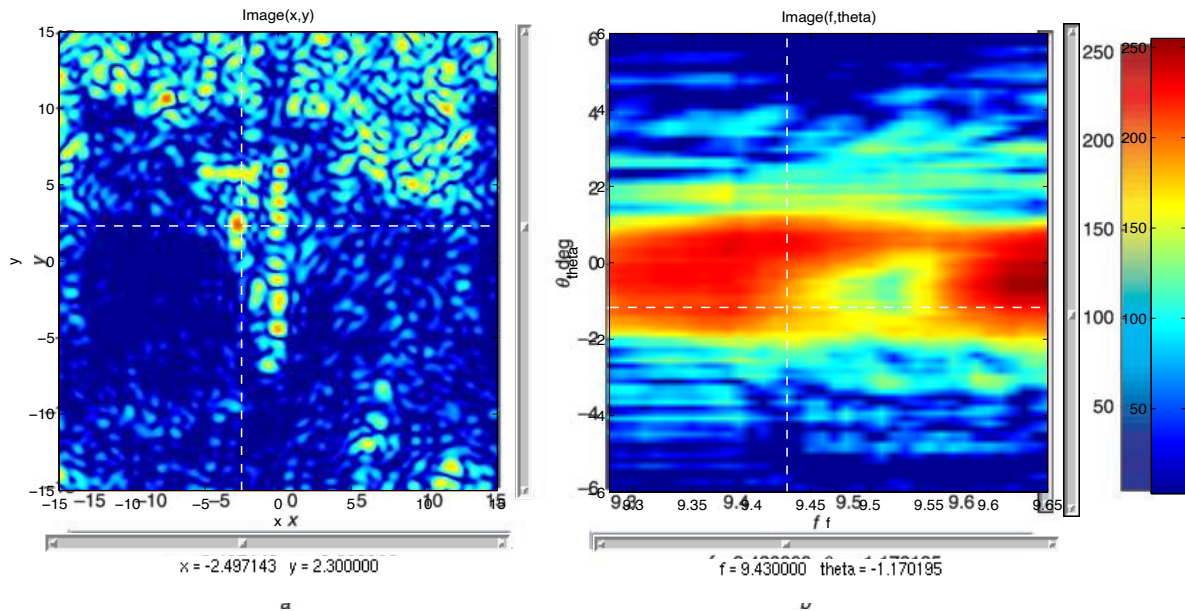 Image(x,y)
Image(f,theta)
15
10
5
0
−5
−10
−15
y
−15 −10 −5 0 5 10 15
x
x = -2.497143 y = 2.300000
a
6
4
2
0
−2
−4
−6
θ, deg
theta
9.3 9.35 9.4 9.45 9.5 9.55 9.6 9.65
f
f = 9.430000 theta = -1.170195
b
250
200
150
100
50